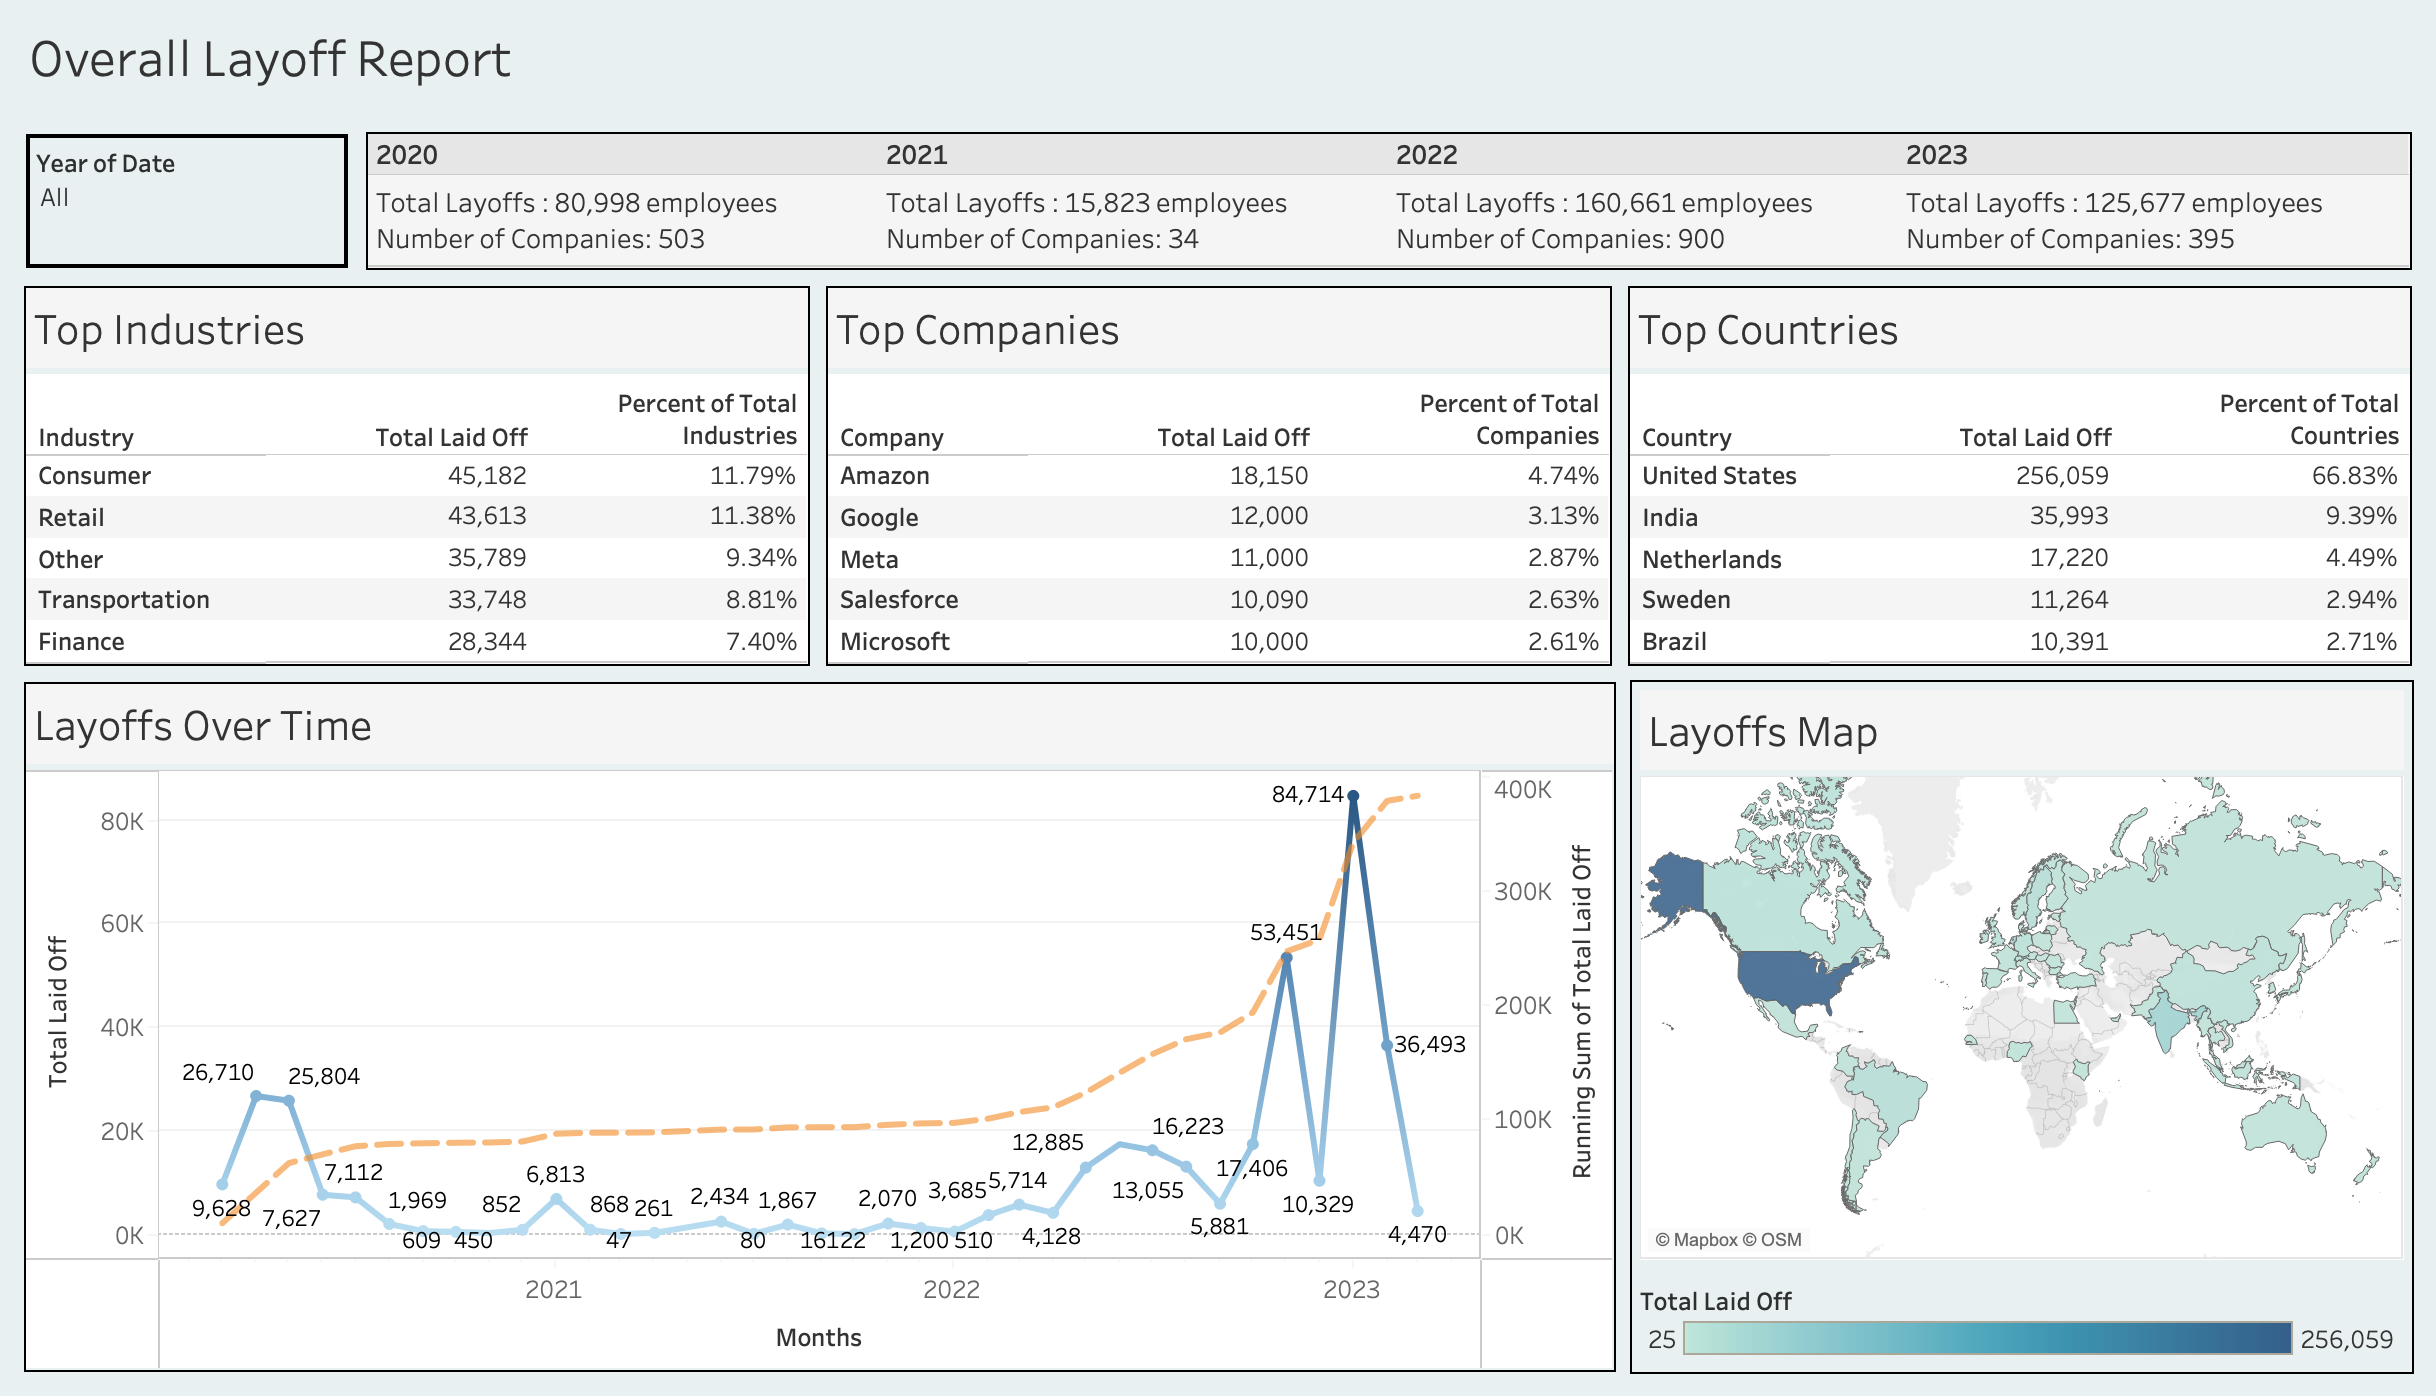 Overall Layoff Report
Year of Date
All
2020 2021 2022 2023
Total Layoffs : 80,998 employees Total Layoffs : 15,823 employees Total Layoffs : 160,661 employees Total Layoffs : 125,677 employees
Number of Companies: 503 Number of Companies: 34 Number of Companies: 900 Number of Companies: 395
Top Industries
Percent of Total
Industry Total Laid Off Industries
Consumer 45,182 11.79%
Retail 43,613 11.38%
Other 35,789 9.34%
Transportation 33,748 8.81%
Finance 28,344 7.40%
Top Companies
Percent of Total
Company Total Laid Off Companies
Amazon 18,150 4.74%
Google 12,000 3.13%
Meta 11,000 2.87%
Salesforce 10,090 2.63%
Microsoft 10,000 2.61%
Top Countries
Percent of Total
Country Total Laid Off Countries
United States 256,059 66.83%
India 35,993 9.39%
Netherlands 17,220 4.49%
Sweden 11,264 2.94%
Brazil 10,391 2.71%
Layoffs Over Time
Total Laid Off
80K
60K
40K
20K
0K
9,628
26,710
25,804
7,627
7,112
1,969
609
450
852
6,813
868
47
261
2,434
80
1,867
161
22
2,070
1,200
510
3,685
5,714
4,128
12,885
13,055
16,223
5,881
17,406
53,451
10,329
84,714
36,493
4,470
400K
300K
200K
100K
0K
Running Sum of Total Laid Off
2021 2022 2023
Months
Layoffs Map
© Mapbox © OSM
Total Laid Off
25 256,059